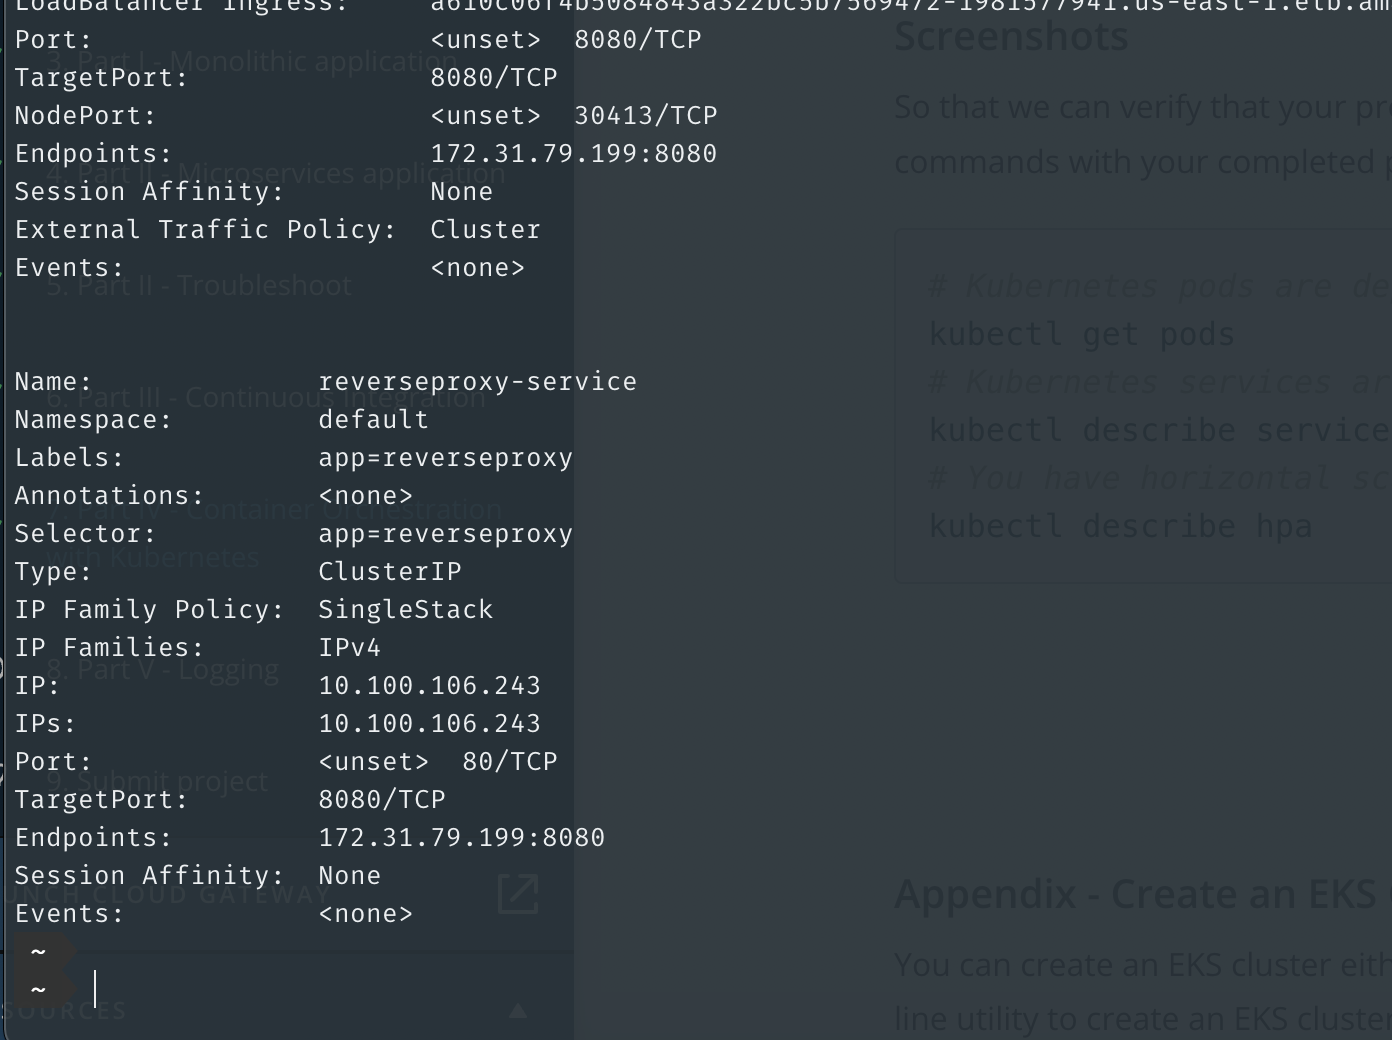 LoadBalancer Ingress:     a610c06f4b5084843a322bc5b7569472-1981577941.us-east-1.elb.am
Port:                     <unset>  8080/TCP
TargetPort:               8080/TCP
NodePort:                 <unset>  30413/TCP
Endpoints:                172.31.79.199:8080
Session Affinity:         None
External Traffic Policy:  Cluster
Events:                   <none>
Name:              reverseproxy-service
Namespace:         default
Labels:            app=reverseproxy
Annotations:       <none>
Selector:          app=reverseproxy
Type:              ClusterIP
IP Family Policy:  SingleStack
IP Families:       IPv4
IP:                10.100.106.243
IPs:               10.100.106.243
Port:              <unset>  80/TCP
TargetPort:        8080/TCP
Endpoints:         172.31.79.199:8080
Session Affinity:  None
Events:            <none>
~
~
3. Part I - Monolithic application
4. Part II - Microservices application
5. Part II - Troubleshoot
6. Part III - Continuous Integration
7. Part IV - Container Orchestration
with Kubernetes
8. Part V - Logging
9. Submit project
UNCH CLOUD GATEWAY
SOURCES
Screenshots
So that we can verify that your pr
commands with your completed p
# Kubernetes pods are de
kubectl get pods
# Kubernetes services ar
kubectl describe service
# You have horizontal sc
kubectl describe hpa
Appendix - Create an EKS
You can create an EKS cluster eith
line utility to create an EKS cluster